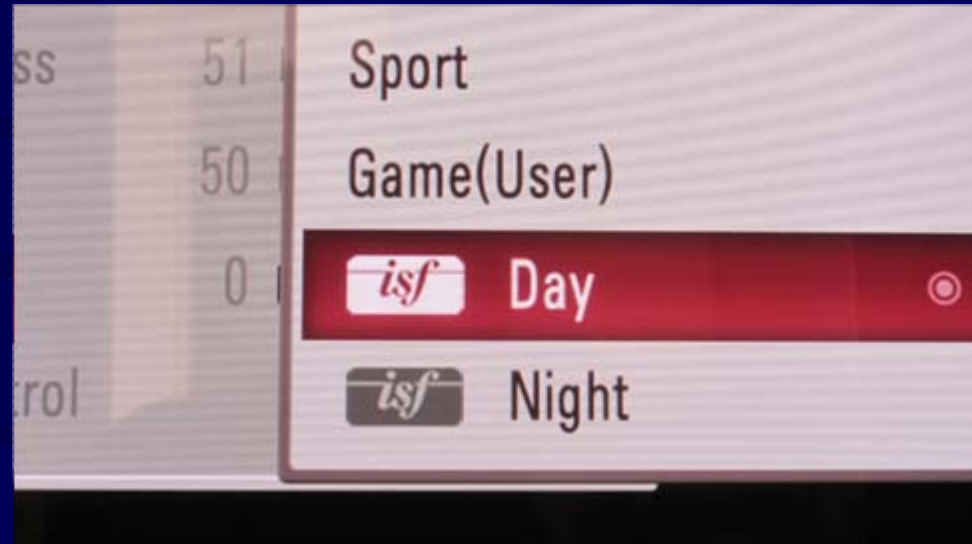 ss 51
Sport
50
Game(User)
0
isf Day
trol
isf Night